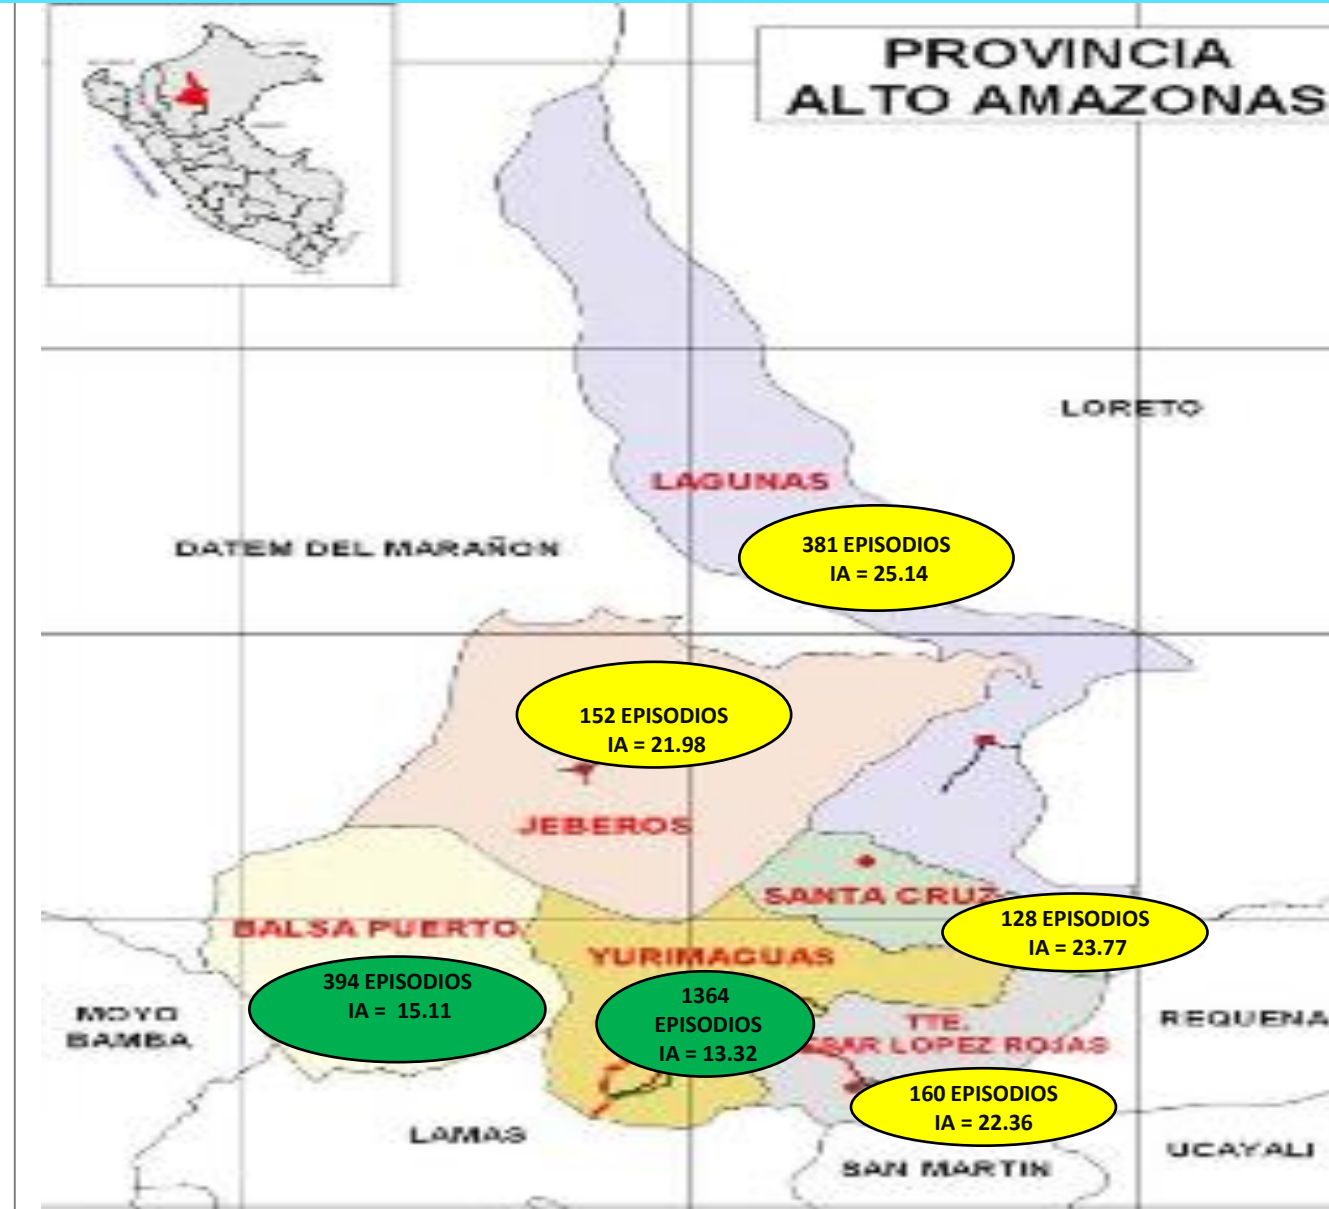 PROVINCIA
ALTO AMAZONAS
LORETO
LAGUNAS
DATEM DEL MARAÑON
381 EPISODIOS
IA = 25.14
152 EPISODIOS
IA = 21.98
JEBEROS
SANTA CRUZ
128 EPISODIOS
IA = 23.77
BALSA PUERTO
YURIMAGUAS
394 EPISODIOS
IA = 15.11
1364
EPISODIOS
IA = 13.32
MOYO
BAMBA
TTE.
SAR LOPEZ ROJAS
REQUENA
160 EPISODIOS
IA = 22.36
LAMAS
SAN MARTIN
UCAYALI